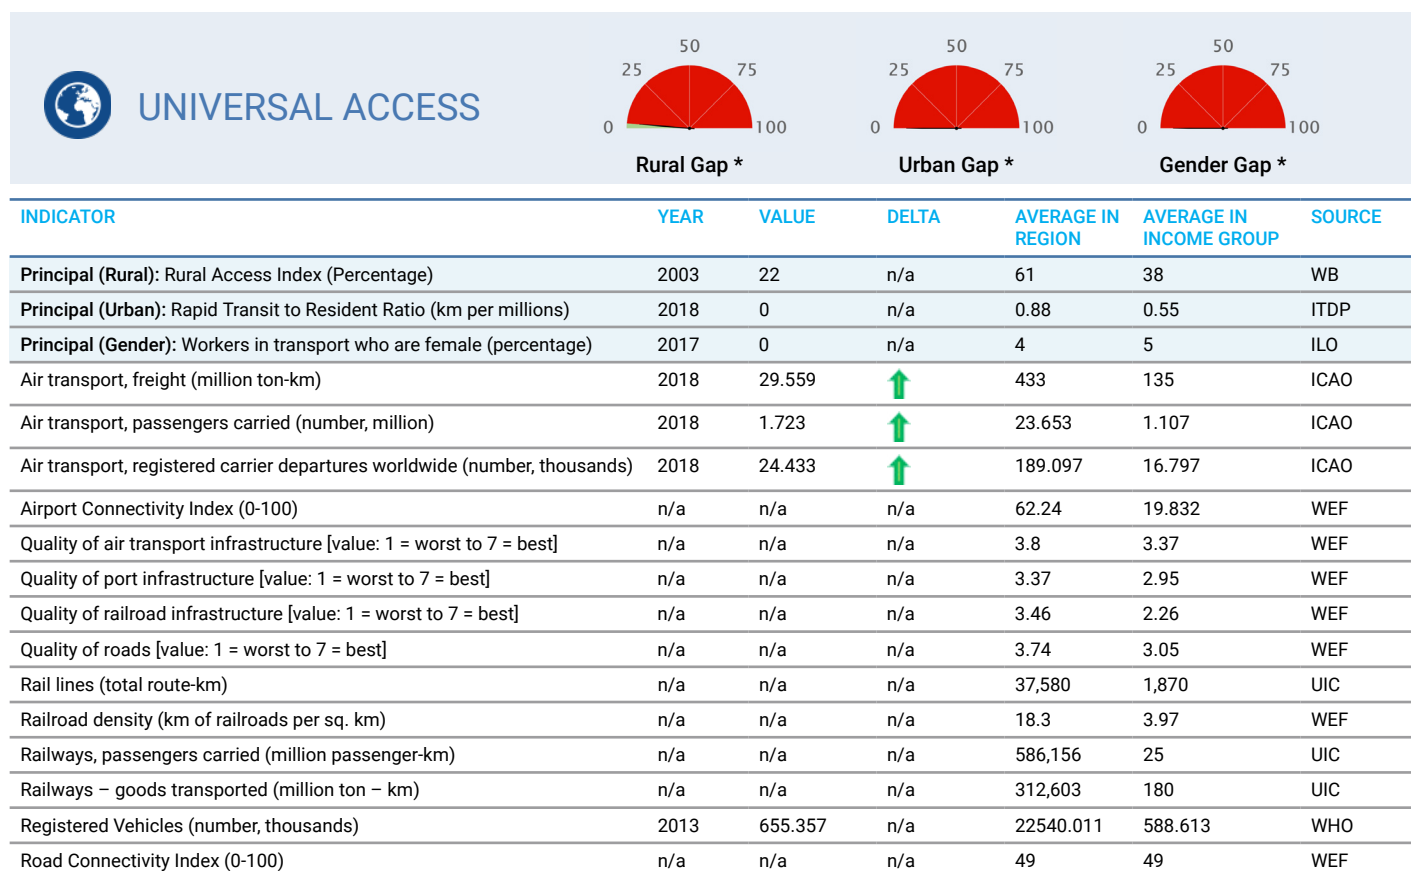 UNIVERSAL ACCESS
0 25 50 75 100
Rural Gap *
0 25 50 75 100
Urban Gap *
0 25 50 75 100
Gender Gap *
INDICATOR YEAR VALUE DELTA AVERAGE IN REGION AVERAGE IN INCOME GROUP SOURCE
Principal (Rural): Rural Access Index (Percentage) 2003 22 n/a 61 38 WB
Principal (Urban): Rapid Transit to Resident Ratio (km per millions) 2018 0 n/a 0.88 0.55 ITDP
Principal (Gender): Workers in transport who are female (percentage) 2017 0 n/a 4 5 ILO
Air transport, freight (million ton-km) 2018 29.559 433 135 ICAO
Air transport, passengers carried (number, million) 2018 1.723 23.653 1.107 ICAO
Air transport, registered carrier departures worldwide (number, thousands) 2018 24.433 189.097 16.797 ICAO
Airport Connectivity Index (0-100) n/a n/a n/a 62.24 19.832 WEF
Quality of air transport infrastructure [value: 1 = worst to 7 = best] n/a n/a n/a 3.8 3.37 WEF
Quality of port infrastructure [value: 1 = worst to 7 = best] n/a n/a n/a 3.37 2.95 WEF
Quality of railroad infrastructure [value: 1 = worst to 7 = best] n/a n/a n/a 3.46 2.26 WEF
Quality of roads [value: 1 = worst to 7 = best] n/a n/a n/a 3.74 3.05 WEF
Rail lines (total route-km) n/a n/a n/a 37,580 1,870 UIC
Railroad density (km of railroads per sq. km) n/a n/a n/a 18.3 3.97 WEF
Railways, passengers carried (million passenger-km) n/a n/a n/a 586,156 25 UIC
Railways – goods transported (million ton – km) n/a n/a n/a 312,603 180 UIC
Registered Vehicles (number, thousands) 2013 655.357 n/a 22540.011 588.613 WHO
Road Connectivity Index (0-100) n/a n/a n/a 49 49 WEF